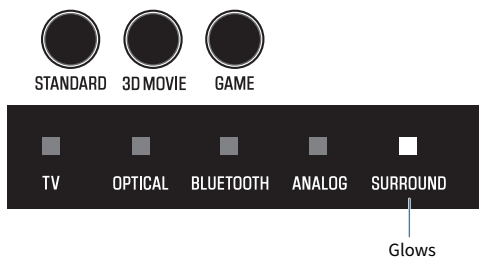 STANDARD 3D MOVIE GAME
TV OPTICAL BLUETOOTH ANALOG SURROUND
Glows